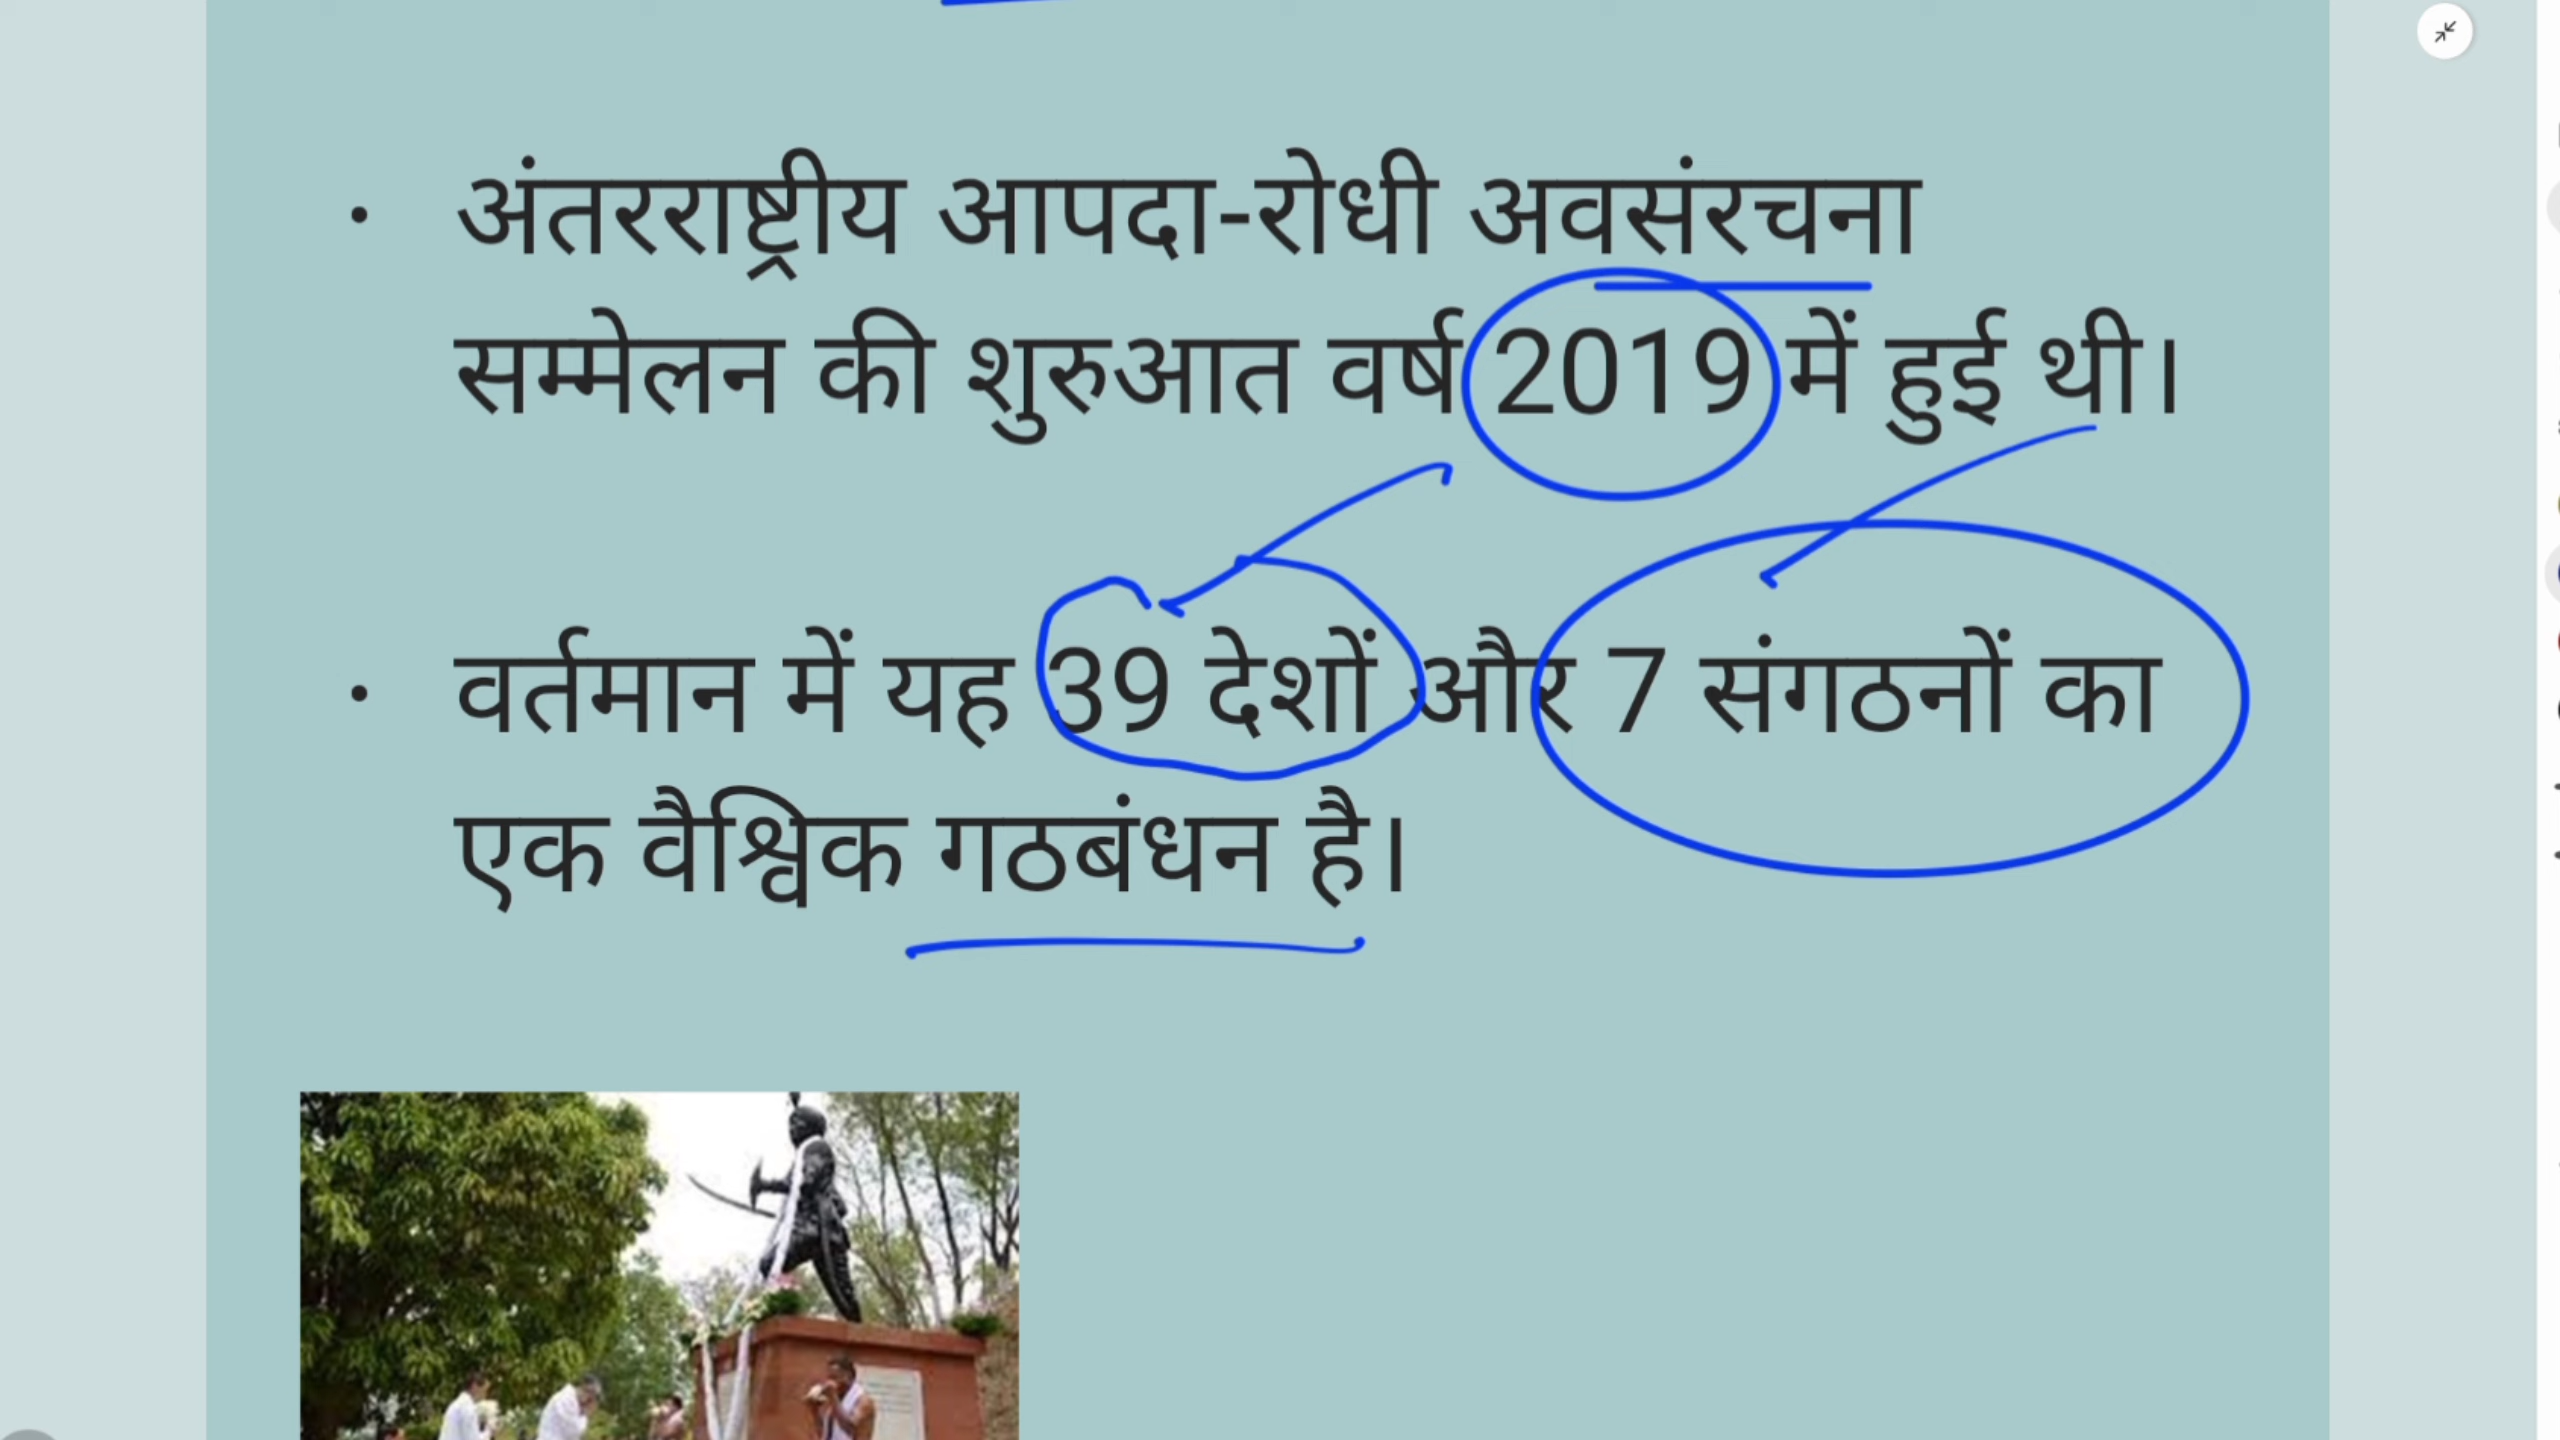 • अंतरराष्ट्रीय आपदा-रोधी अवसंरचना
सम्मेलन की शुरुआत वर्ष 2019 में हुई थी।
• वर्तमान में यह 39 देशों और 7 संगठनों का
एक वैश्विक गठबंधन है।